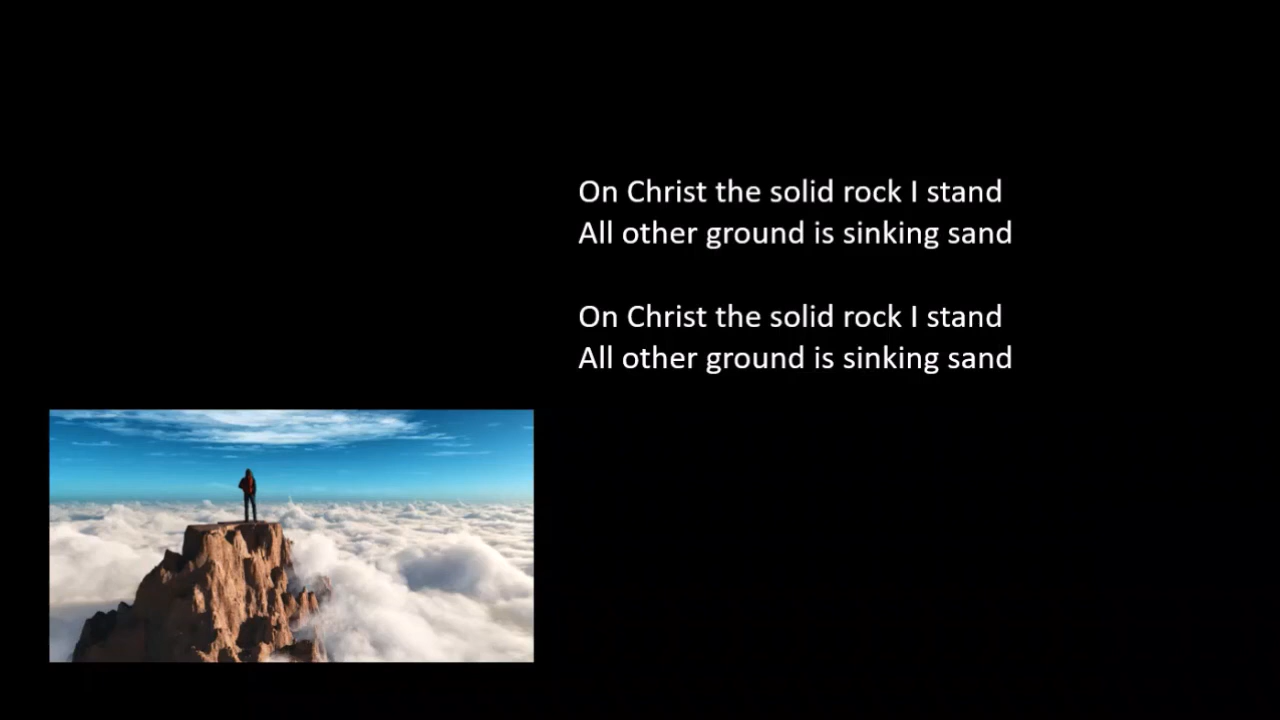 On Christ the solid rock I stand
All other ground is sinking sand
On Christ the solid rock I stand
All other ground is sinking sand